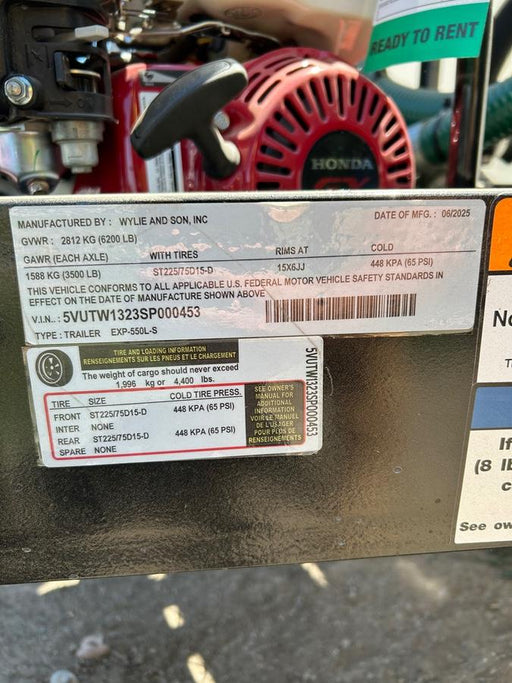 READY TO RENT
HONDA
MANUFACTURED BY : WYLIE AND SON, INC
DATE OF MFG. : 06/2025
GVWR : 2812 KG (6200 LB)
GAWR (EACH AXLE) WITH TIRES RIMS AT COLD
1588 KG (3500 LB) ST225/75D15-D 15X6JJ 448 KPA (65 PSI)
THIS VEHICLE CONFORMS TO ALL APPLICABLE U.S. FEDERAL MOTOR VEHICLE SAFETY STANDARDS IN
EFFECT ON THE DATE OF MANUFACTURE SHOWN ABOVE
V.I.N. : 5VUTW1323SP000453
TYPE : TRAILER EXP-550L-S
TIRE AND LOADING INFORMATION
RENSEIGNEMENTS SUR LES PNEUS ET LE CHARGEMENT
The weight of cargo should never exceed
1,996 kg or 4,400 lbs.
TIRE SIZE COLD TIRE PRESS.
FRONT ST225/75D15-D 448 KPA (65 PSI)
INTER NONE
REAR ST225/75D15-D 448 KPA (65 PSI)
SPARE NONE
SEE OWNER'S
MANUAL FOR
ADDITIONAL
INFORMATION
VOIR LE MANUEL
DE L'USAGER
POUR PLUS DE
RENSEIGNEMENTS
5VUTW1323SP000453
No
If
(8 lb
c
See ow